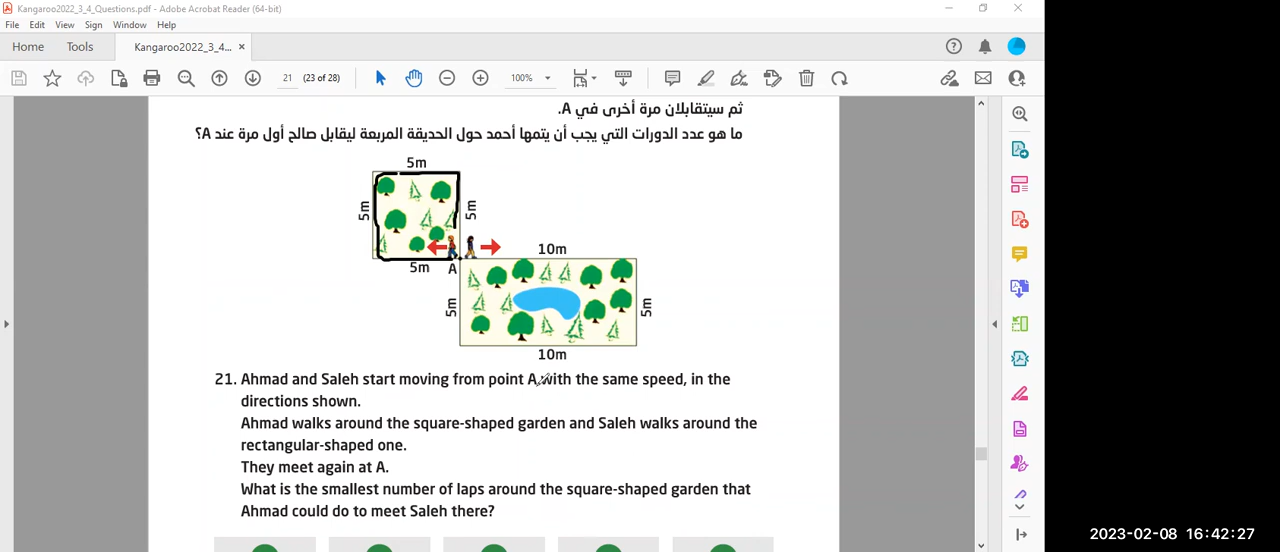 Kangaroo2022_3_4_Questions.pdf - Adobe Acrobat Reader (64-bit)
File Edit View Sign Window Help
Home Tools Kangaroo2022_3_4... ×
21 (23 of 28) 100%
ثم سيتقابلان مرة أخرى في A.
ما هو عدد الدورات التي يجب أن يتمها أحمد حول الحديقة المربعة ليقابل صالح أول مرة عند A؟
5m
5m
5m
10m
5m A
5m
5m
10m
21. Ahmad and Saleh start moving from point A with the same speed, in the
directions shown.
Ahmad walks around the square-shaped garden and Saleh walks around the
rectangular-shaped one.
They meet again at A.
What is the smallest number of laps around the square-shaped garden that
Ahmad could do to meet Saleh there?
2023-02-08 16:42:27